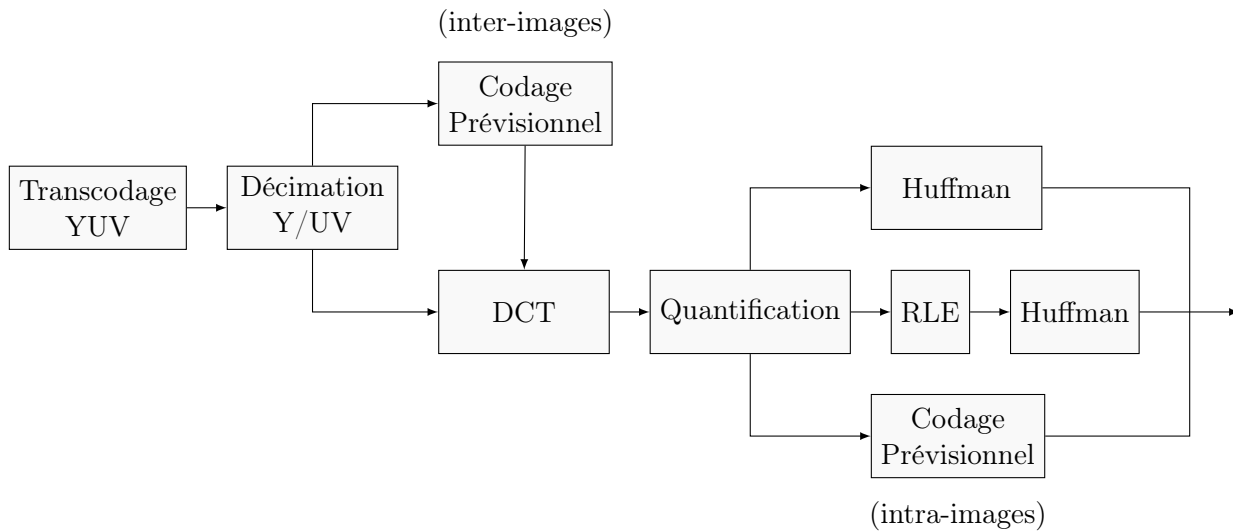 (inter-images)
Codage
Prévisionnel
Transcodage
YUV
Décimation
Y/UV
Huffman
DCT
Quantification
RLE
Huffman
Codage
Prévisionnel
(intra-images)